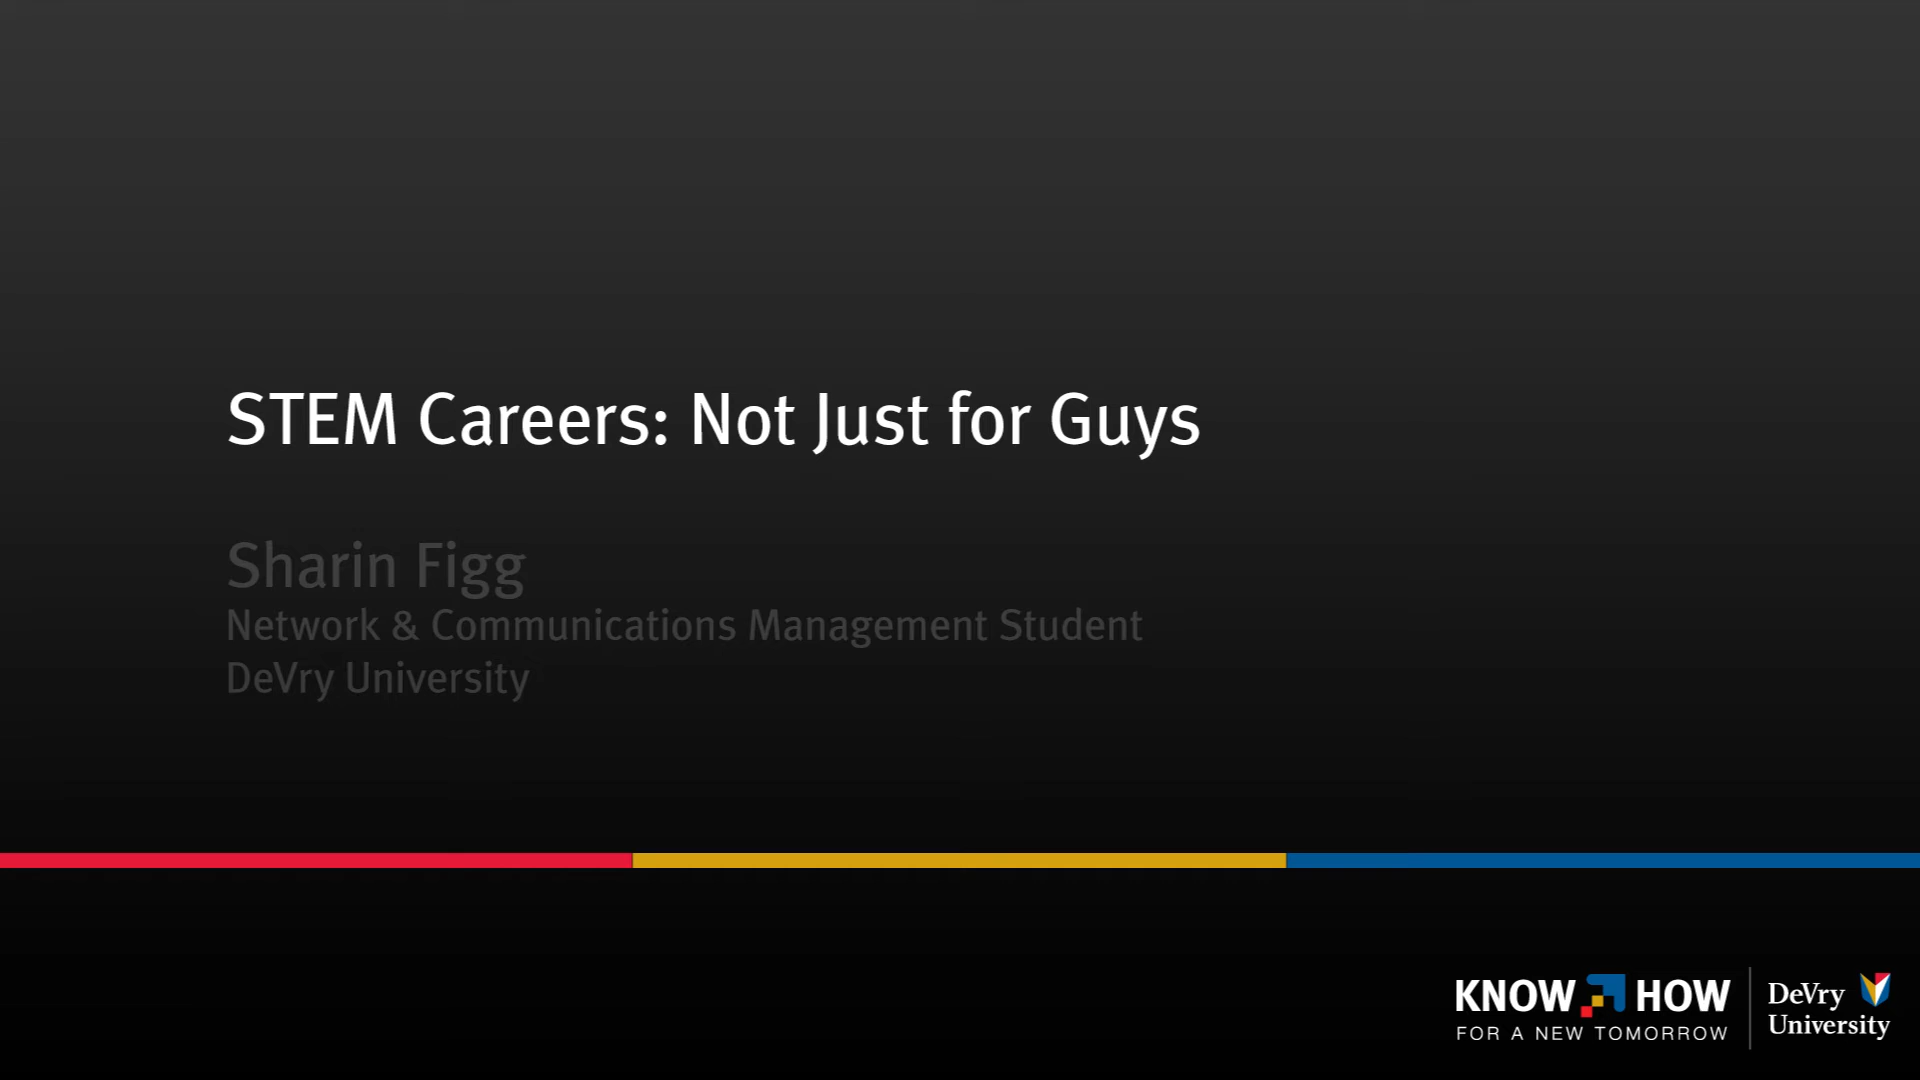 STEM Careers: Not Just for Guys
Sharin Figg
Network & Communications Management Student
DeVry University
KNOW HOW
FOR A NEW TOMORROW
DeVry
University